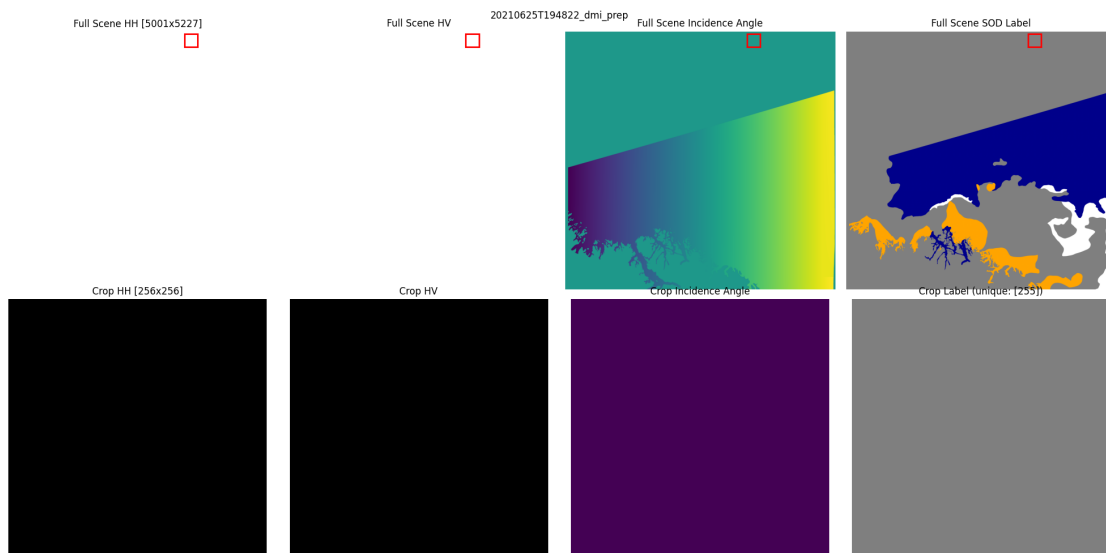 20210625T194822_dmi_prep
Full Scene HH [5001x5227]
Full Scene HV
Full Scene Incidence Angle
Full Scene SOD Label
Crop HH [256x256]
Crop HV
Crop Incidence Angle
Crop Label (unique: [255])